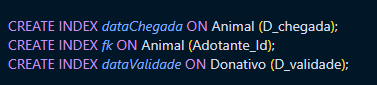 CREATE INDEX dataChegada ON Animal (D_chegada);
CREATE INDEX fk ON Animal (Adotante_Id);
CREATE INDEX dataValidade ON Donativo (D_validade);